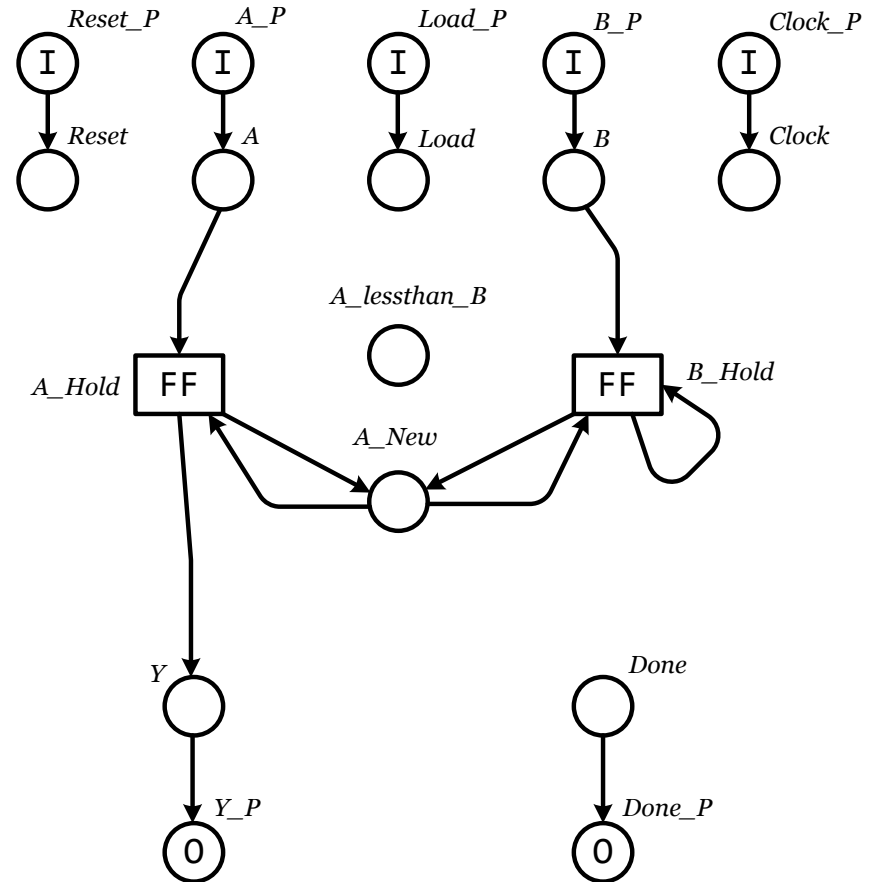 Reset_P
A_P
Load_P
B_P
Clock_P
I
I
I
I
I
Reset
A
Load
B
Clock
A_lessthan_B
A_Hold
FF
FF
B_Hold
A_New
Y
Done
Y_P
Done_P
O
O